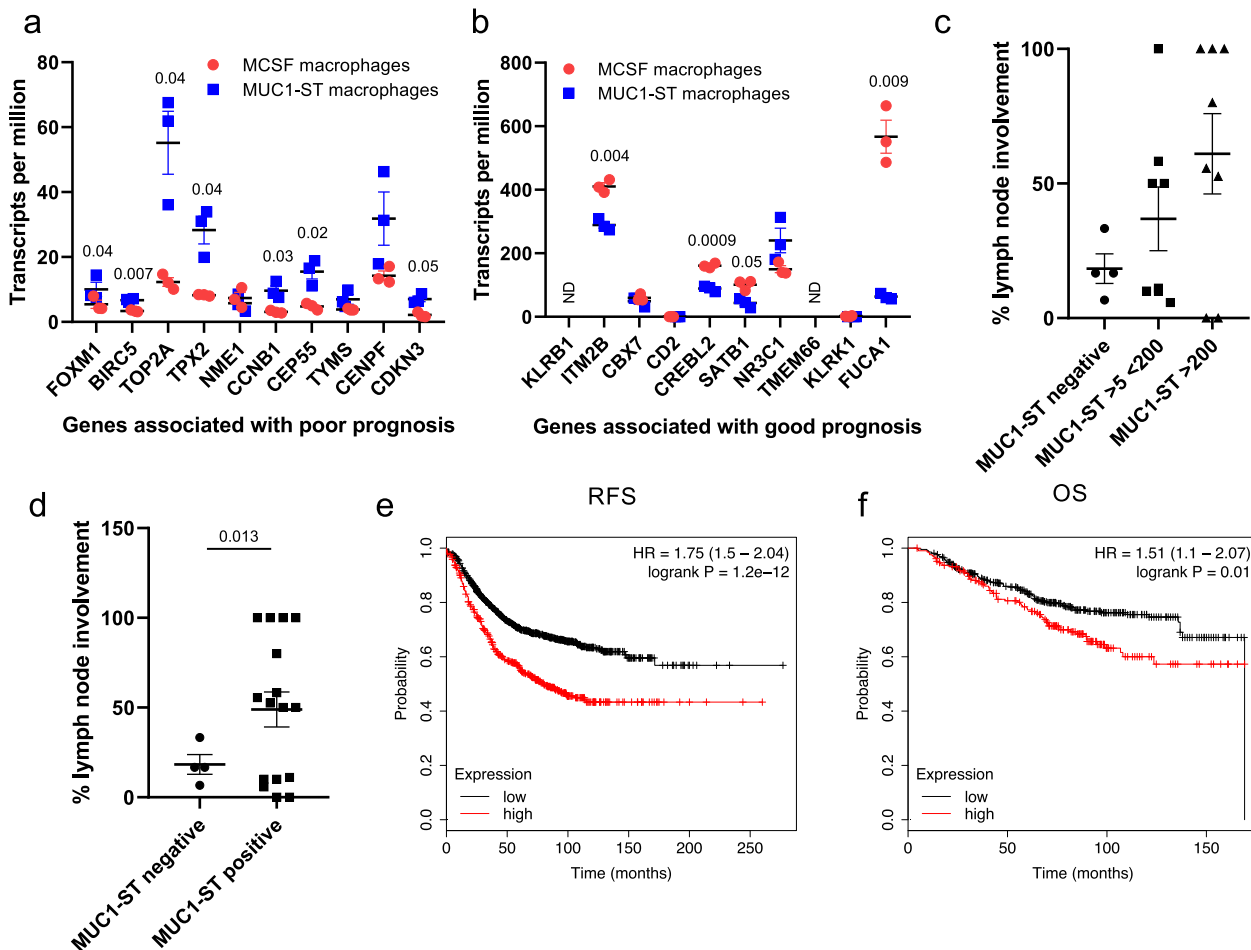 a
MCSF macrophages
MUC1-ST macrophages
Transcripts per million
80
60
40
20
0
0.04
0.007
0.04
0.04
0.03
0.02
0.05
FOXM1
BIRC5
TOP2A
TPX2
NME1
CCNB1
CEP55
TYMS
CENPF
CDKN3
Genes associated with poor prognosis
b
MCSF macrophages
MUC1-ST macrophages
Transcripts per million
800
600
400
200
0
ND
0.004
0.0009
0.05
ND
0.009
KLRB1
ITM2B
CBX7
CD2
CREBL2
SATB1
NR3C1
TMEM66
KLRK1
FUCA1
Genes associated with good prognosis
c
% lymph node involvement
100
50
0
MUC1-ST negative
MUC1-ST >5 <200
MUC1-ST >200
d
% lymph node involvement
150
100
50
0
0.013
MUC1-ST negative
MUC1-ST positive
e
RFS
HR = 1.75 (1.5 − 2.04)
logrank P = 1.2e−12
Probability
1.0
0.8
0.6
0.4
0.2
0.0
Expression
low
high
0 50 100 150 200 250
Time (months)
f
OS
HR = 1.51 (1.1 − 2.07)
logrank P = 0.01
Probability
1.0
0.8
0.6
0.4
0.2
0.0
Expression
low
high
0 50 100 150
Time (months)